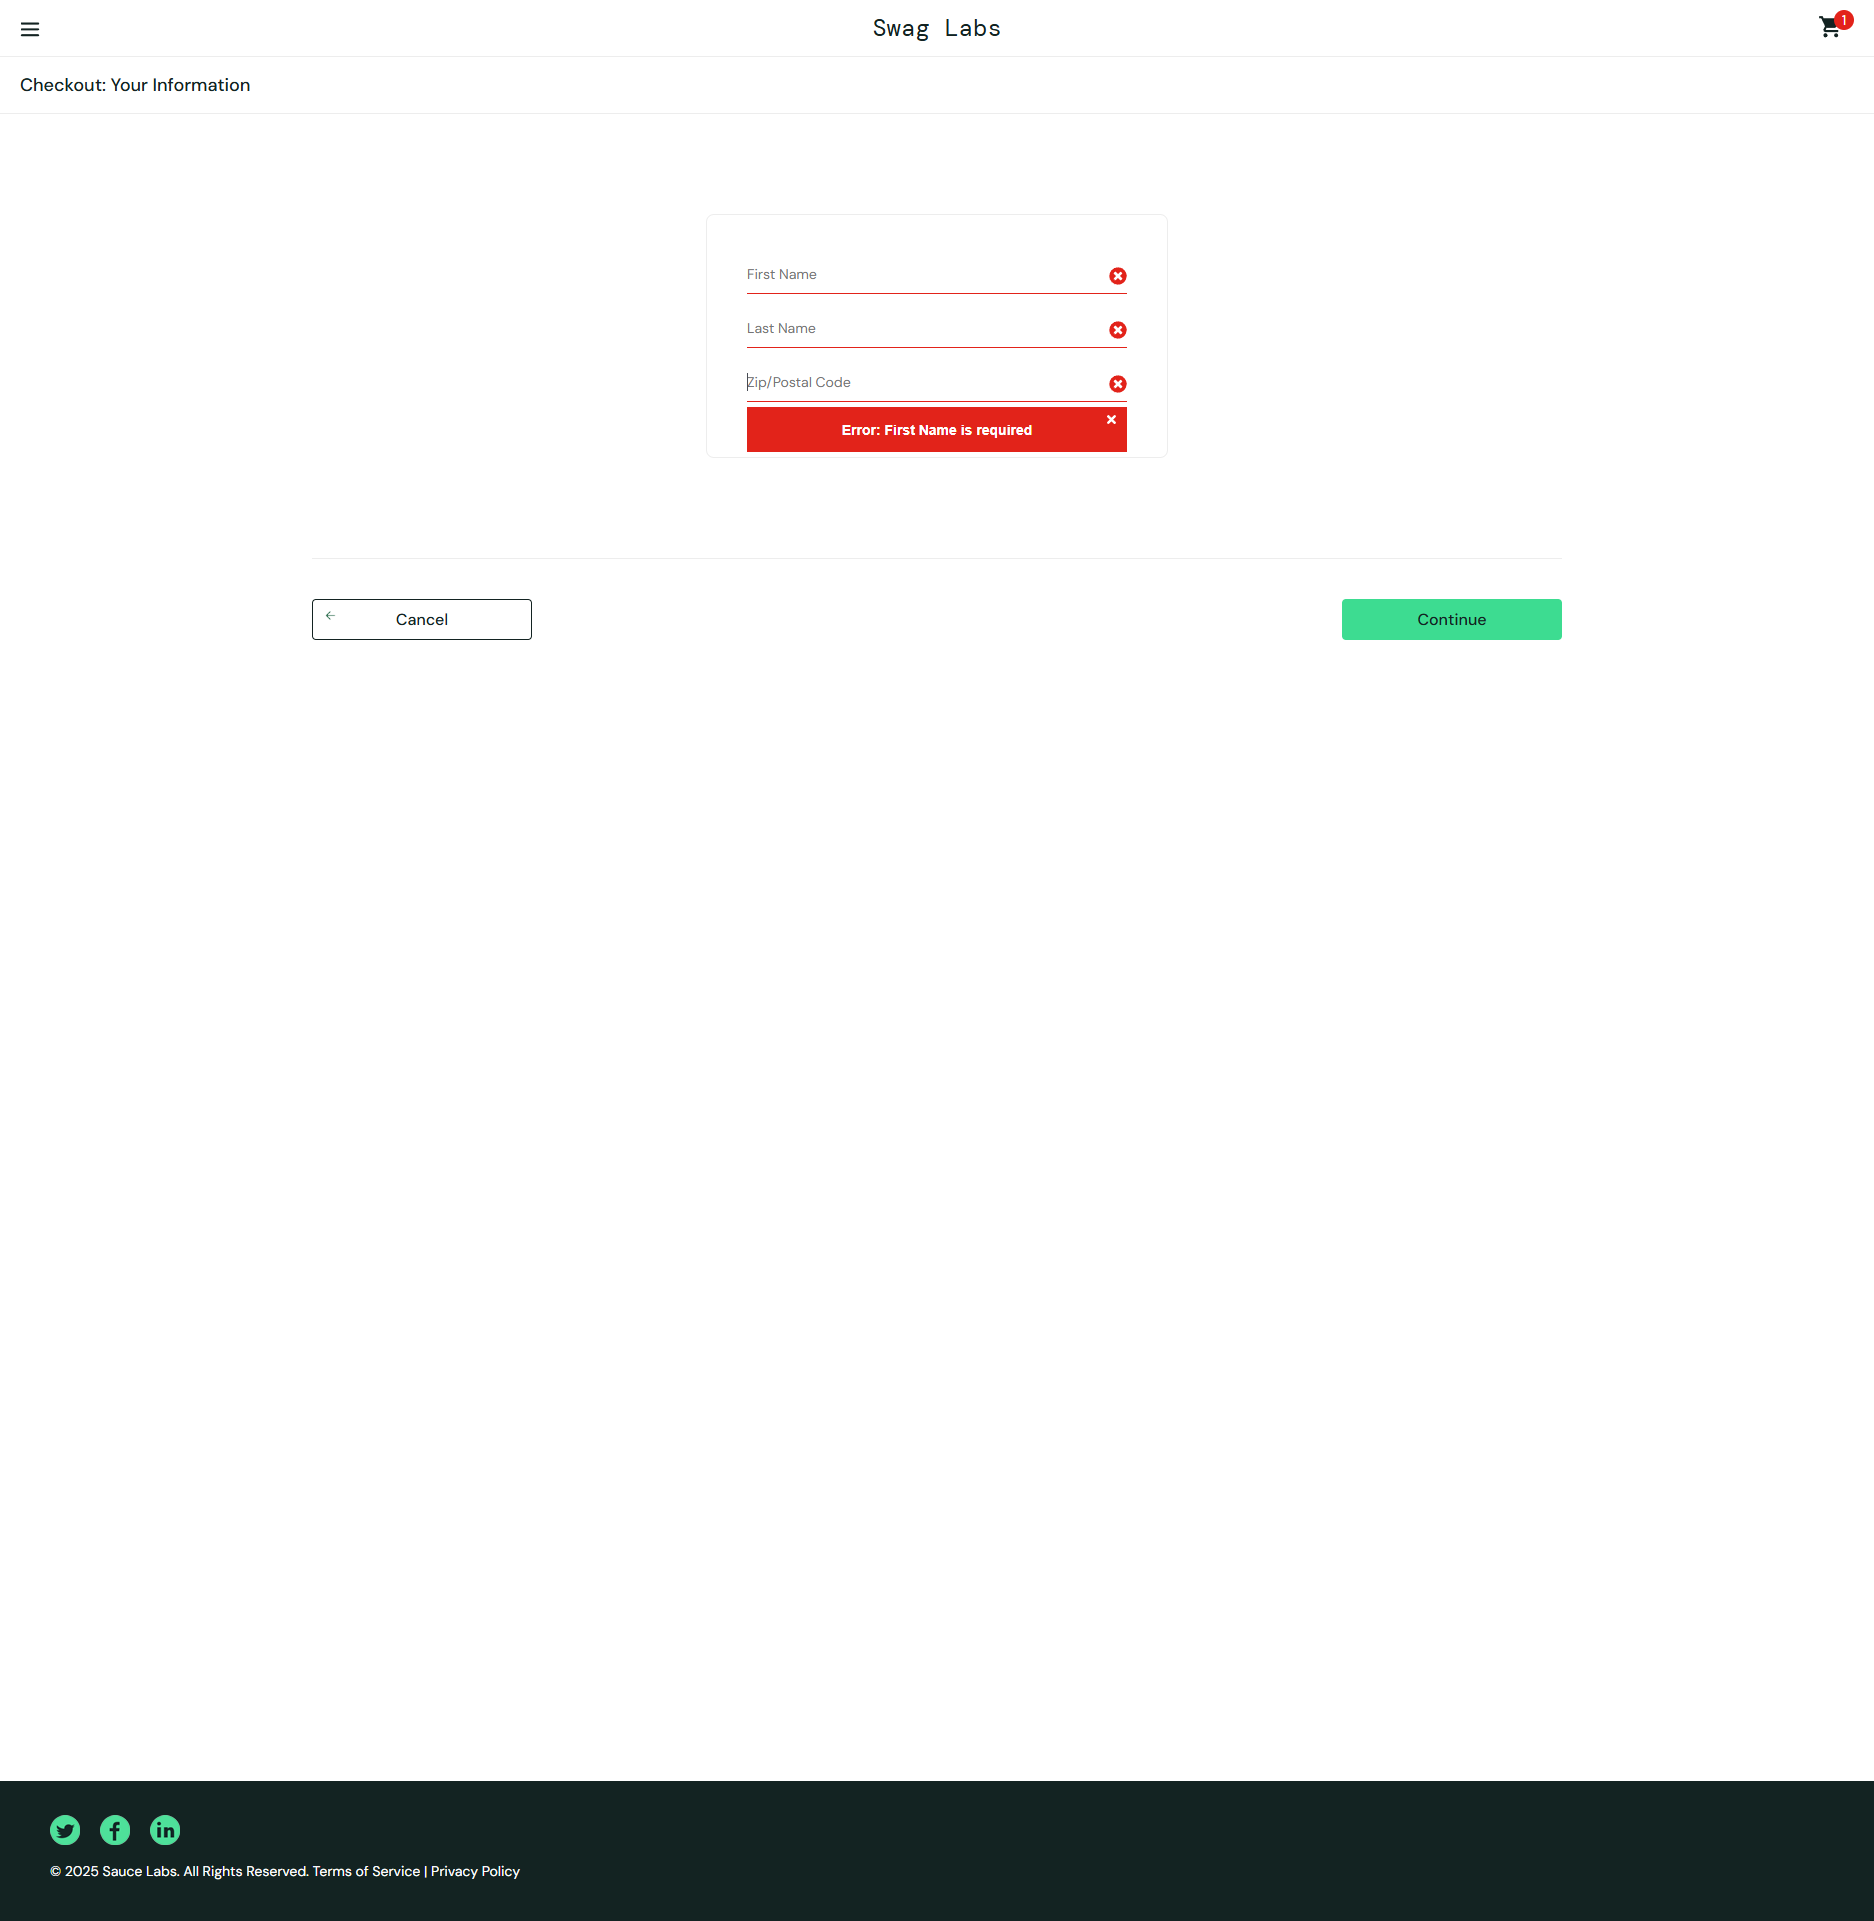 Swag Labs
1
Checkout: Your Information
First Name
Last Name
Zip/Postal Code
Error: First Name is required
Cancel
Continue
© 2025 Sauce Labs. All Rights Reserved. Terms of Service | Privacy Policy